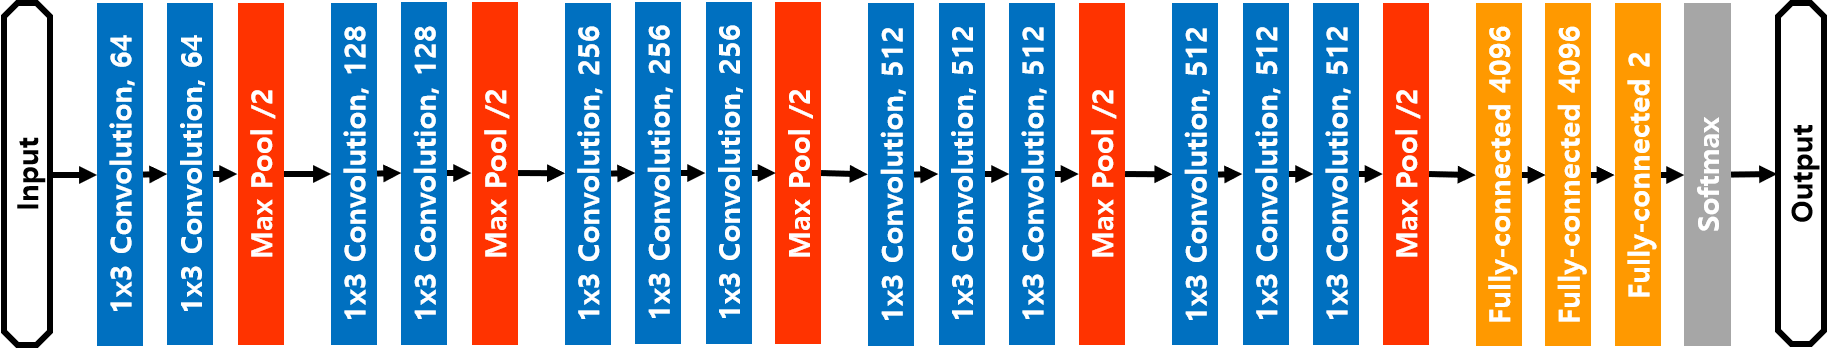 Input
1x3 Convolution, 64
1x3 Convolution, 64
Max Pool /2
1x3 Convolution, 128
1x3 Convolution, 128
Max Pool /2
1x3 Convolution, 256
1x3 Convolution, 256
1x3 Convolution, 256
Max Pool /2
1x3 Convolution, 512
1x3 Convolution, 512
1x3 Convolution, 512
Max Pool /2
1x3 Convolution, 512
1x3 Convolution, 512
1x3 Convolution, 512
Max Pool /2
Fully-connected 4096
Fully-connected 4096
Fully-connected 2
Softmax
Output